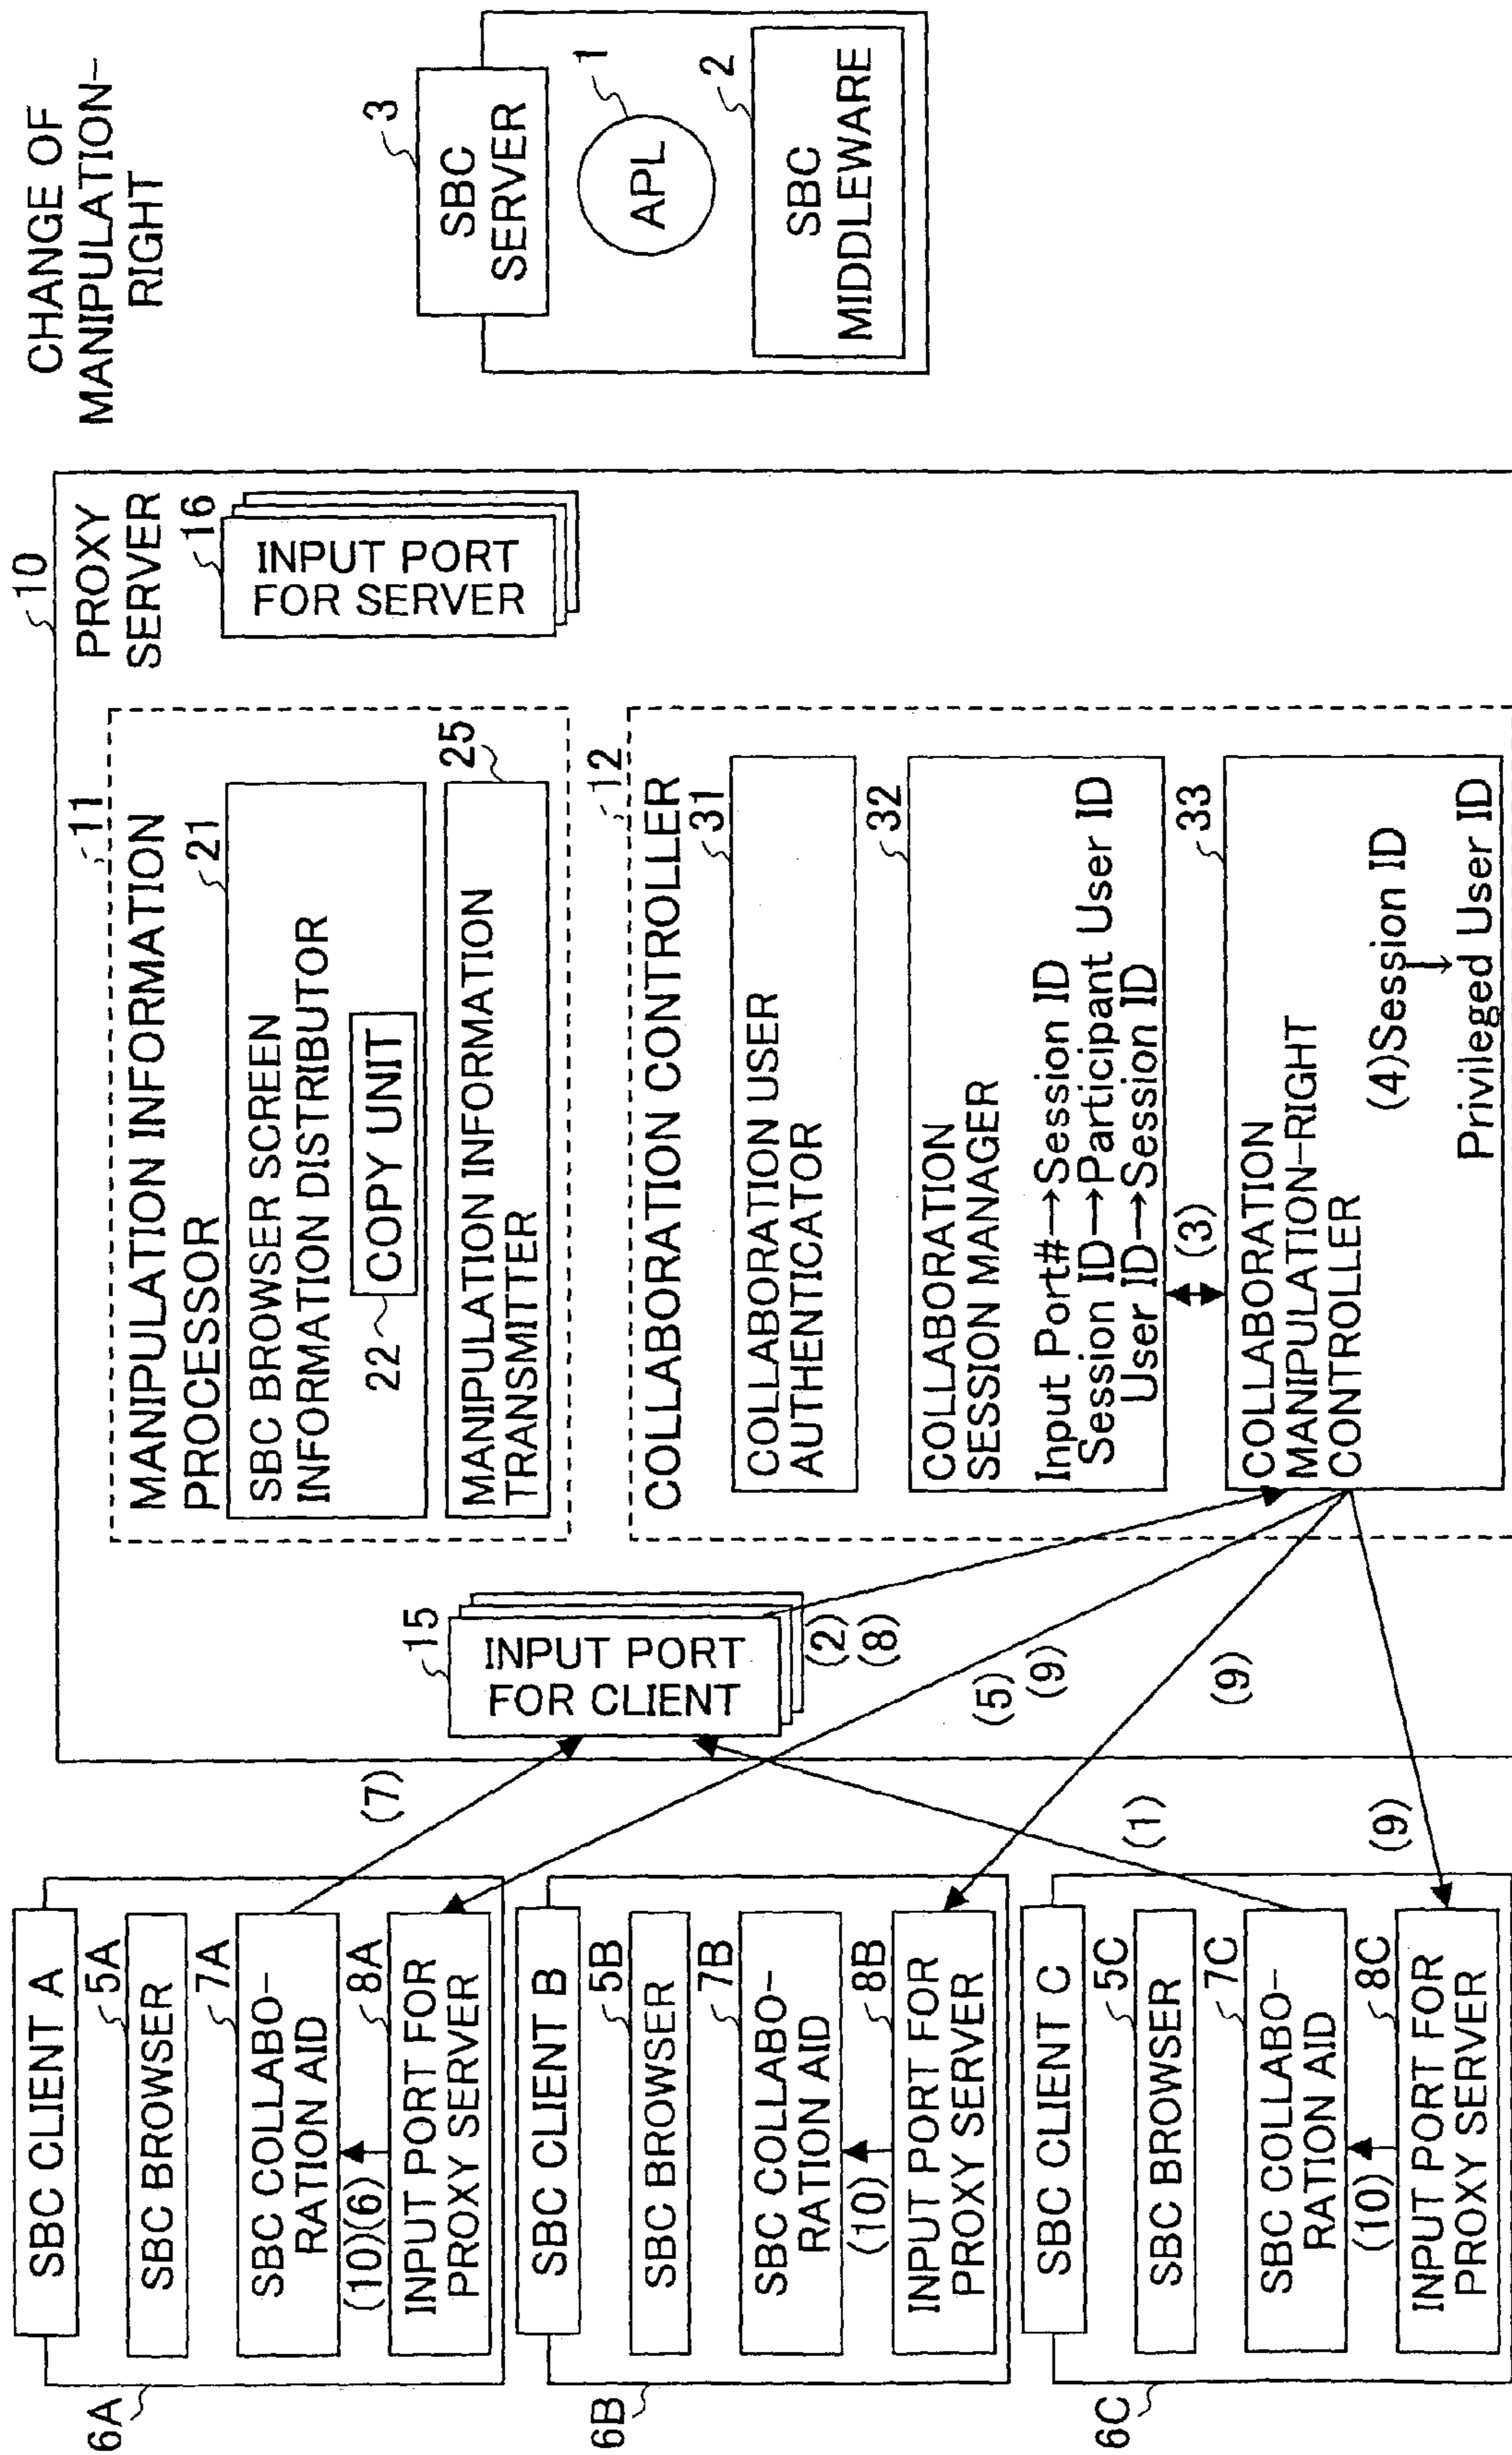 CHANGE OF
MANIPULATION-
RIGHT
SBC CLIENT A
5A
SBC BROWSER
7A
SBC COLLABO-
RATION AID
(10)(6)
8A
INPUT PORT FOR
PROXY SERVER
6A
SBC CLIENT B
5B
SBC BROWSER
7B
SBC COLLABO-
RATION AID
(10)
8B
INPUT PORT FOR
PROXY SERVER
6B
SBC CLIENT C
5C
SBC BROWSER
7C
SBC COLLABO-
RATION AID
(10)
8C
INPUT PORT FOR
PROXY SERVER
6C
(7)
(1)
(9)
15
INPUT PORT
FOR CLIENT
(2)
(8)
(5)
(9)
(9)
10
PROXY
SERVER
11
MANIPULATION INFORMATION
PROCESSOR
21
SBC BROWSER SCREEN
INFORMATION DISTRIBUTOR
22
COPY UNIT
25
MANIPULATION INFORMATION
TRANSMITTER
12
COLLABORATION CONTROLLER
31
COLLABORATION USER
AUTHENTICATOR
32
COLLABORATION
SESSION MANAGER
Input Port#→Session ID
Session ID→Participant User ID
User ID→Session ID
(3)
33
COLLABORATION
MANIPULATION-RIGHT
CONTROLLER
(4)Session ID
↓
Privileged User ID
16
INPUT PORT
FOR SERVER
3
SBC
SERVER
1
APL
2
SBC
MIDDLEWARE